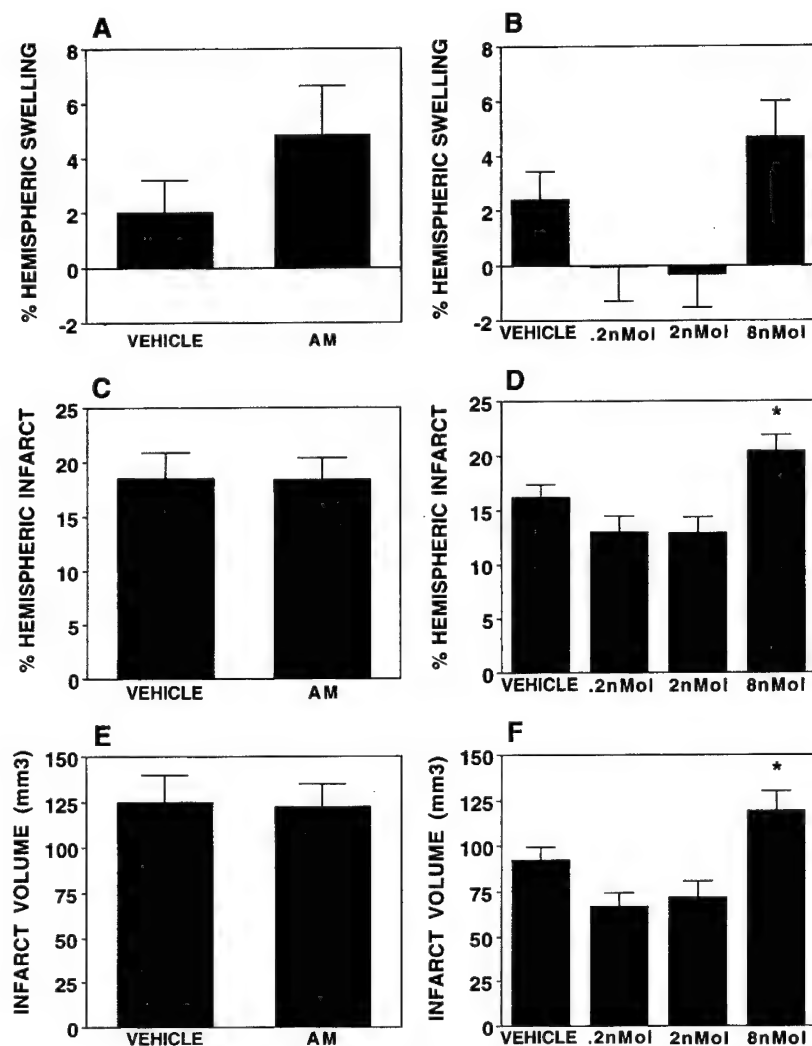 A
% HEMISPHERIC SWELLING
8
6
4
2
0
-2
VEHICLE AM
B
% HEMISPHERIC SWELLING
8
6
4
2
0
-2
VEHICLE .2nMol 2nMol 8nMol
C
% HEMISPHERIC INFARCT
25
20
15
10
5
0
VEHICLE AM
D
% HEMISPHERIC INFARCT
25
20
15
10
5
0
*
VEHICLE .2nMol 2nMol 8nMol
E
INFARCT VOLUME (mm3)
150
125
100
75
50
25
0
VEHICLE AM
F
INFARCT VOLUME (mm3)
150
125
100
75
50
25
0
*
VEHICLE .2nMol 2nMol 8nMol